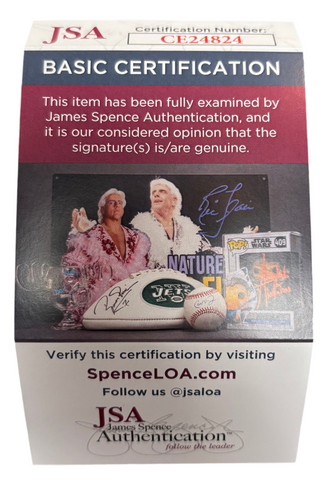 JSA
Certification Number
CE24824
BASIC CERTIFICATION
This item has been fully examined by
James Spence Authentication, and
it is our considered opinion that the
signature(s) is/are genuine.
NATURE
JETS
POP!
STAR
WARS
Verify this certification by visiting
SpenceLOA.com
Follow us @jsaloa
JSA
James Spence
Authentication™
follow the leader